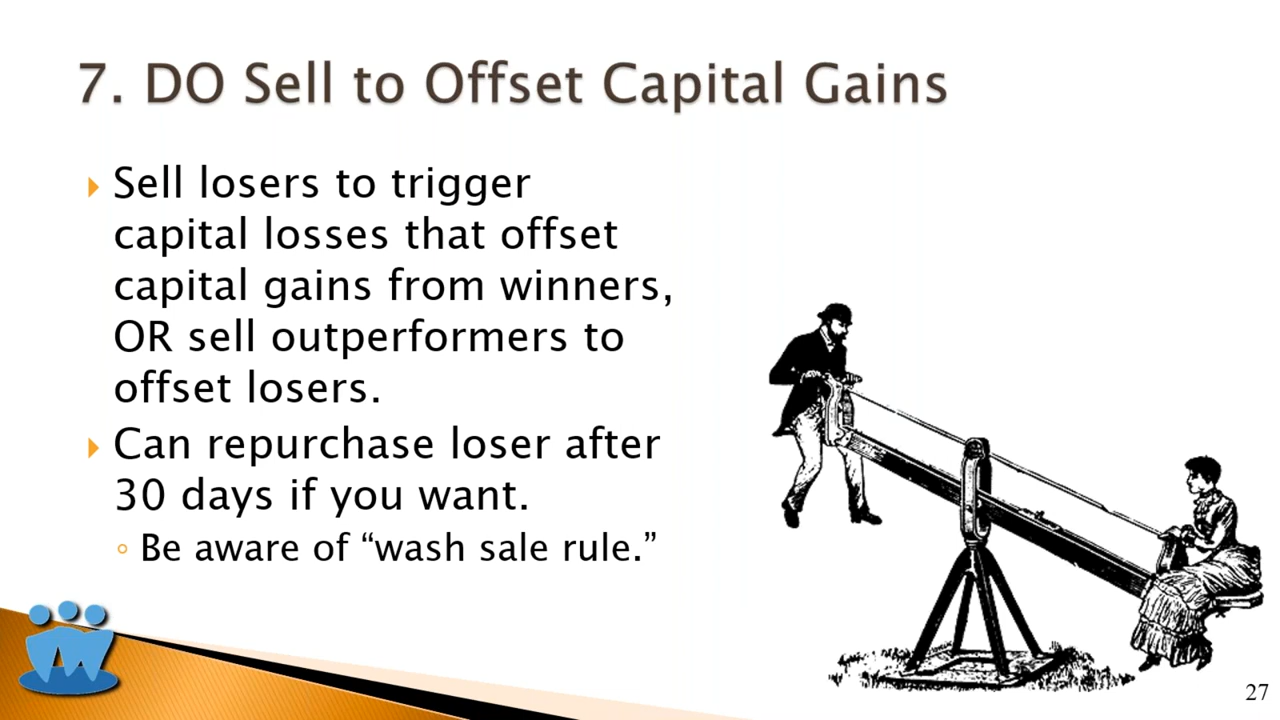 7. DO Sell to Offset Capital Gains
Sell losers to trigger
capital losses that offset
capital gains from winners,
OR sell outperformers to
offset losers.
Can repurchase loser after
30 days if you want.
Be aware of “wash sale rule.”
27